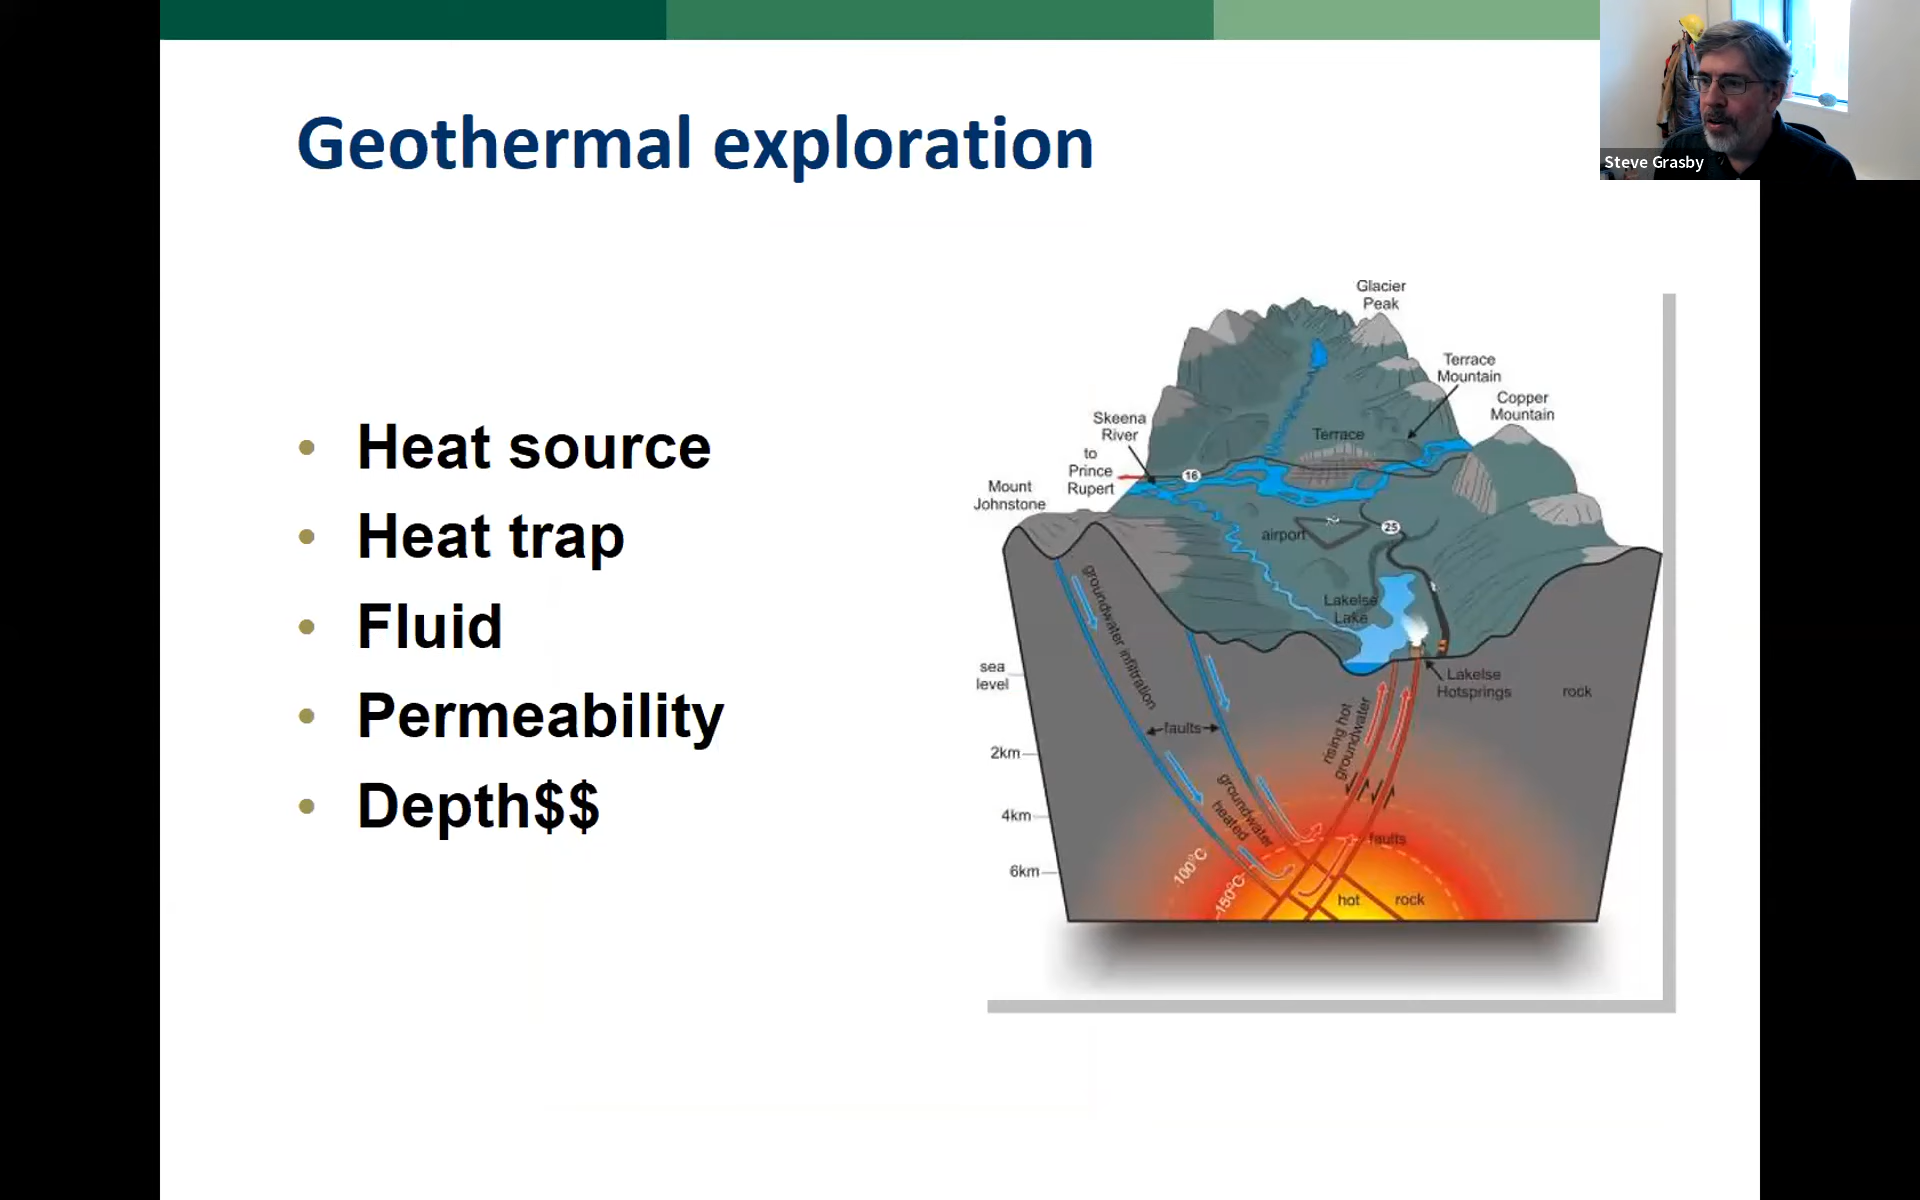 Steve Grasby
Geothermal exploration
• Heat source
• Heat trap
• Fluid
• Permeability
• Depth$$
Glacier
Peak
Terrace
Mountain
Copper
Mountain
Skeena
River
Terrace
to
Prince
Rupert
16
Mount
Johnstone
25
airport
Lakelse
Lake
groundwater infiltration
sea
level
Lakelse
Hotsprings
rock
faults
rising hot
groundwater
2km
groundwater
heated
4km
faults
100°C
6km
150°C
hot
rock